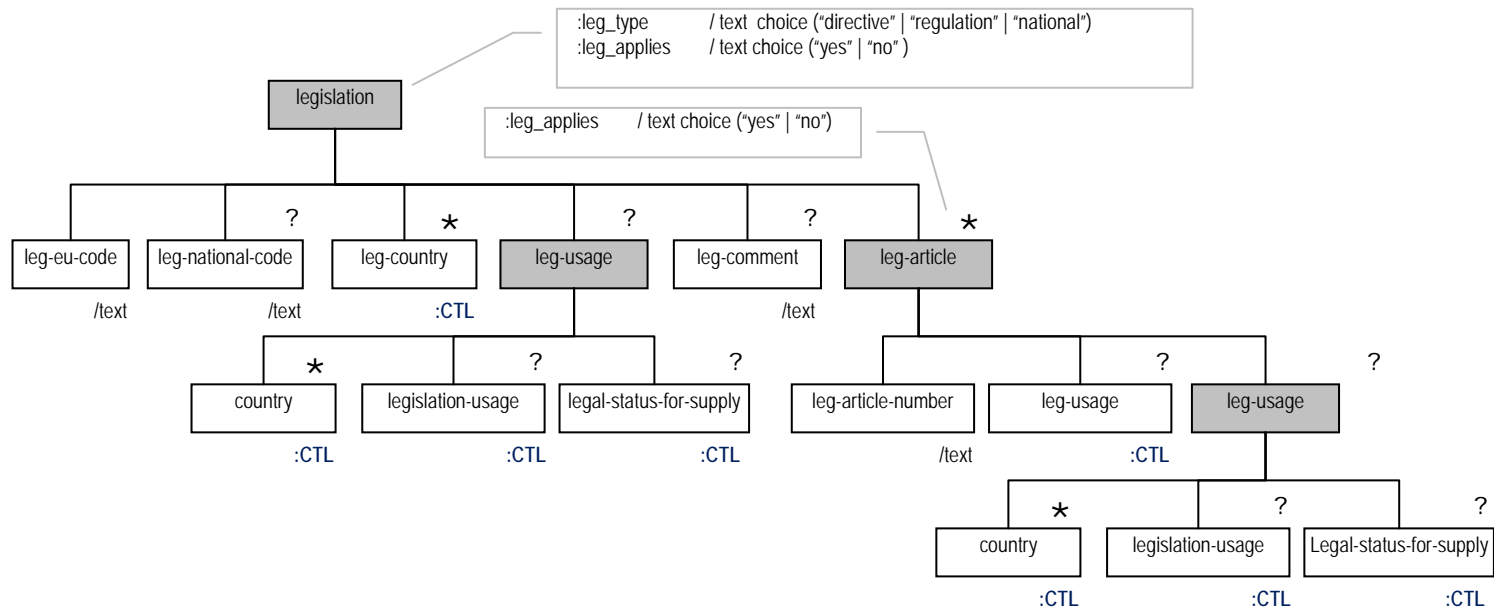 :leg_type / text choice (“directive” | “regulation” | “national”)
:leg_applies / text choice (“yes” | “no” )
legislation
:leg_applies / text choice (“yes” | “no”)
? * ? ? *
leg-eu-code leg-national-code leg-country leg-usage leg-comment leg-article
/text /text :CTL /text
* ? ? ? ?
country legislation-usage legal-status-for-supply leg-article-number leg-usage leg-usage
:CTL :CTL :CTL /text :CTL
* ? ?
country legislation-usage Legal-status-for-supply
:CTL :CTL :CTL